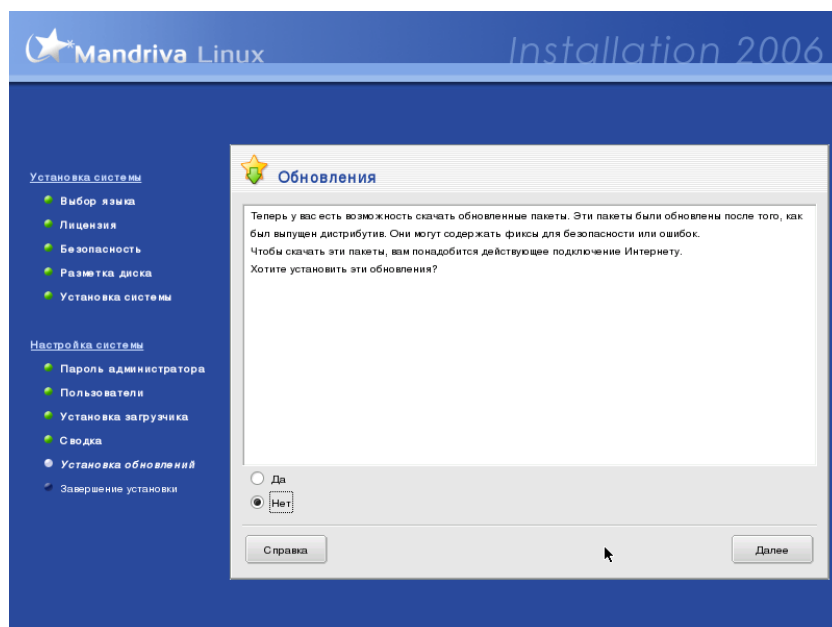 Mandriva Linux
Installation 2006
Установка системы
Выбор языка
Лицензия
Безопасность
Разметка диска
Установка системы
Настройка системы
Пароль администратора
Пользователи
Установка загрузчика
Сводка
Установка обновлений
Завершение установки
Обновления
Теперь у вас есть возможность скачать обновленные пакеты. Эти пакеты были обновлены после того, как
был выпущен дистрибутив. Они могут содержать фиксы для безопасности или ошибок.
Чтобы скачать эти пакеты, вам понадобится действующее подключение Интернету.
Хотите установить эти обновления?
Да
Нет
Справка
Далее